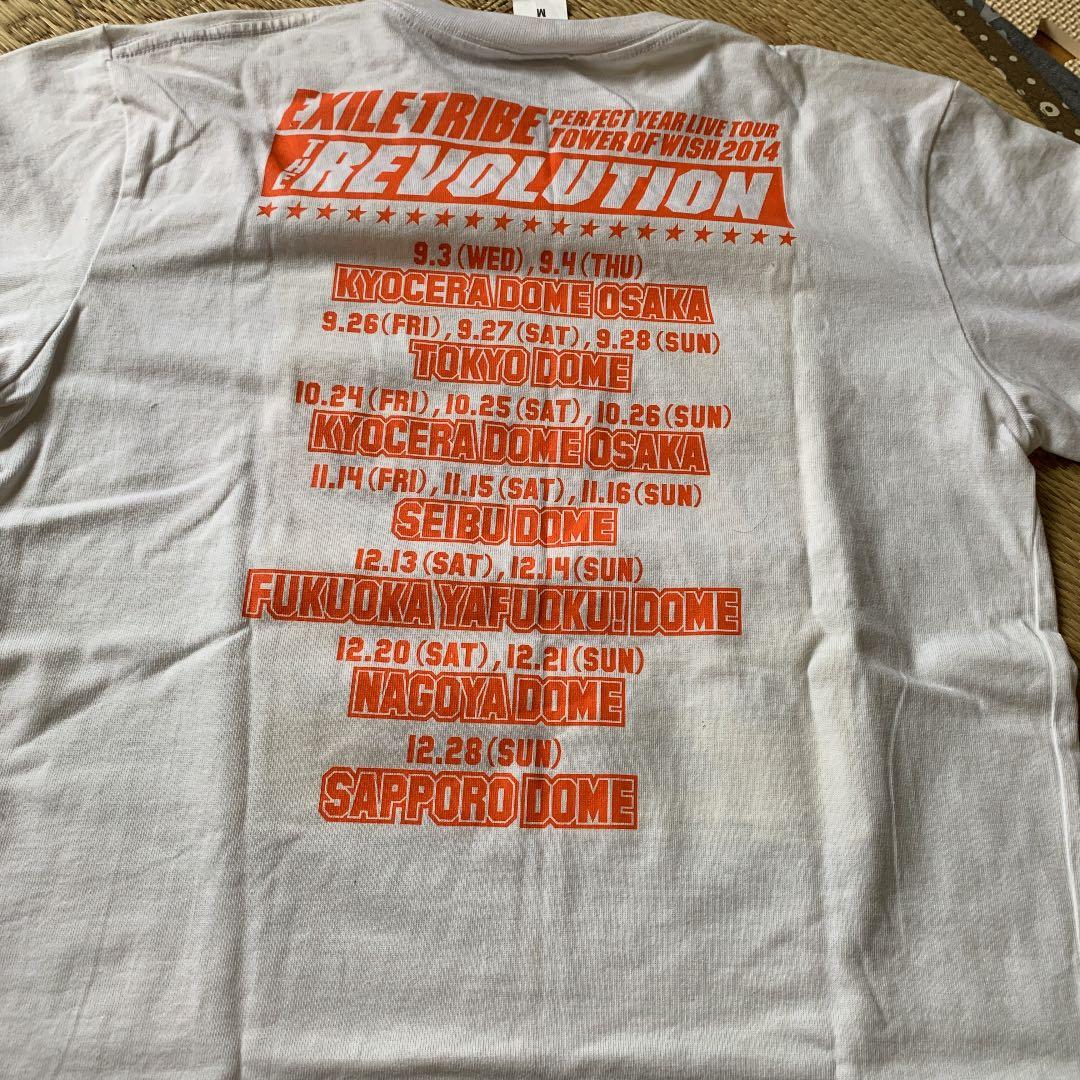 M
EXILE TRIBE PERFECT YEAR LIVE TOUR
TOWER OF WISH 2014
THE REVOLUTION
9.3 (WED), 9.4 (THU)
KYOCERA DOME OSAKA
9.26 (FRI), 9.27 (SAT), 9.28 (SUN)
TOKYO DOME
10.24 (FRI), 10.25 (SAT), 10.26 (SUN)
KYOCERA DOME OSAKA
11.14 (FRI), 11.15 (SAT), 11.16 (SUN)
SEIBU DOME
12.13 (SAT), 12.14 (SUN)
FUKUOKA YAFUOKU! DOME
12.20 (SAT), 12.21 (SUN)
NAGOYA DOME
12.28 (SUN)
SAPPORO DOME